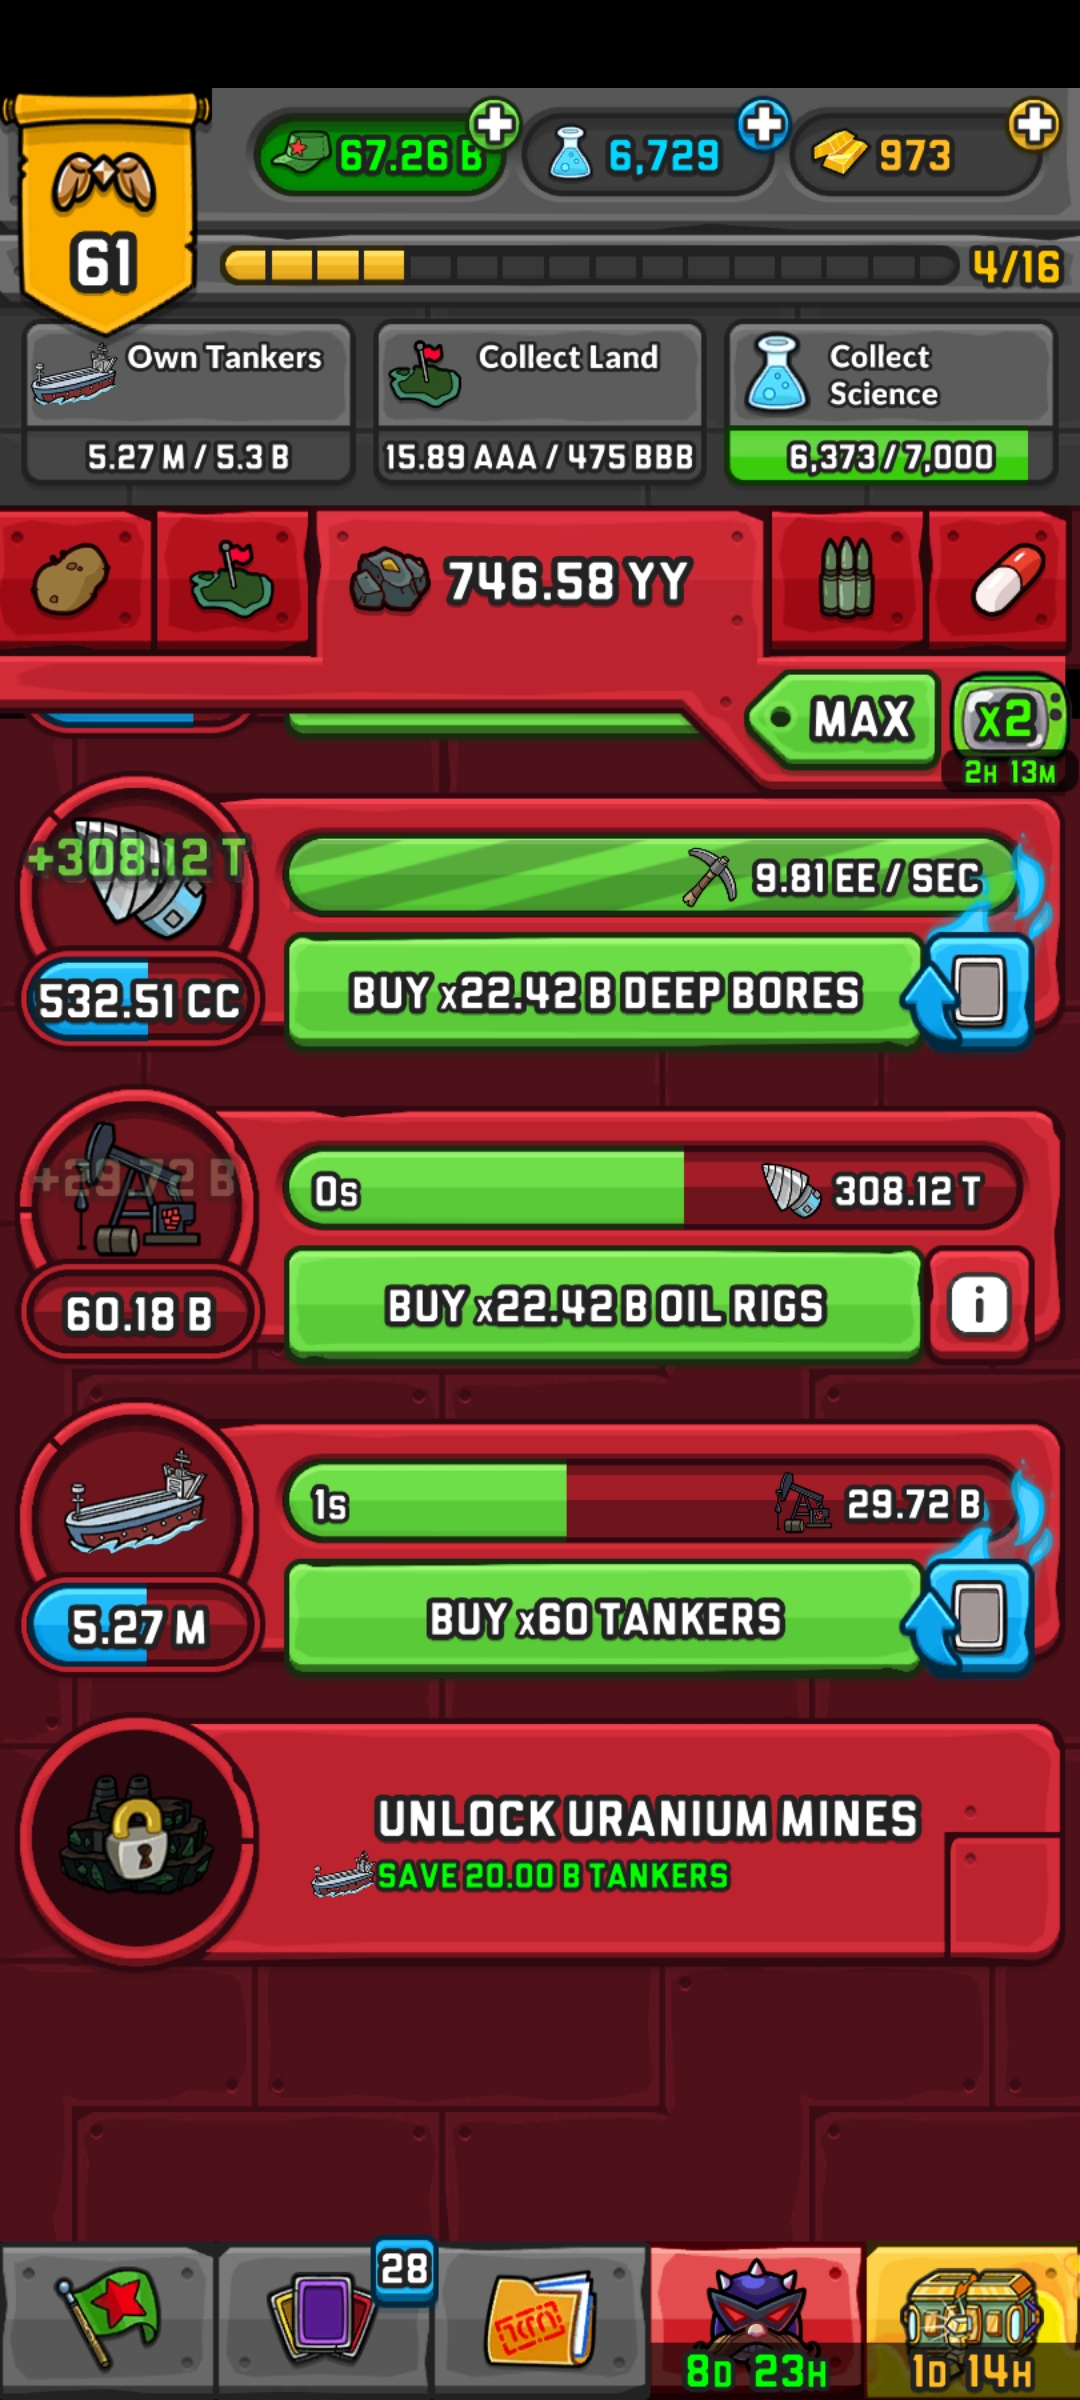 67.26 B
6,729
973
61
4/16
Own Tankers
5.27 M / 5.3 B
Collect Land
15.89 AAA / 475 BBB
Collect
Science
6,373 / 7,000
746.58 YY
MAX
x2
2H 13M
+308.12 T
9.81 EE / SEC
532.51 CC
BUY x22.42 B DEEP BORES
+29.72 B
0s
308.12 T
60.18 B
BUY x22.42 B OIL RIGS
i
1s
29.72 B
5.27 M
BUY x60 TANKERS
UNLOCK URANIUM MINES
SAVE 20.00 B TANKERS
28
8D 23H
1D 14H